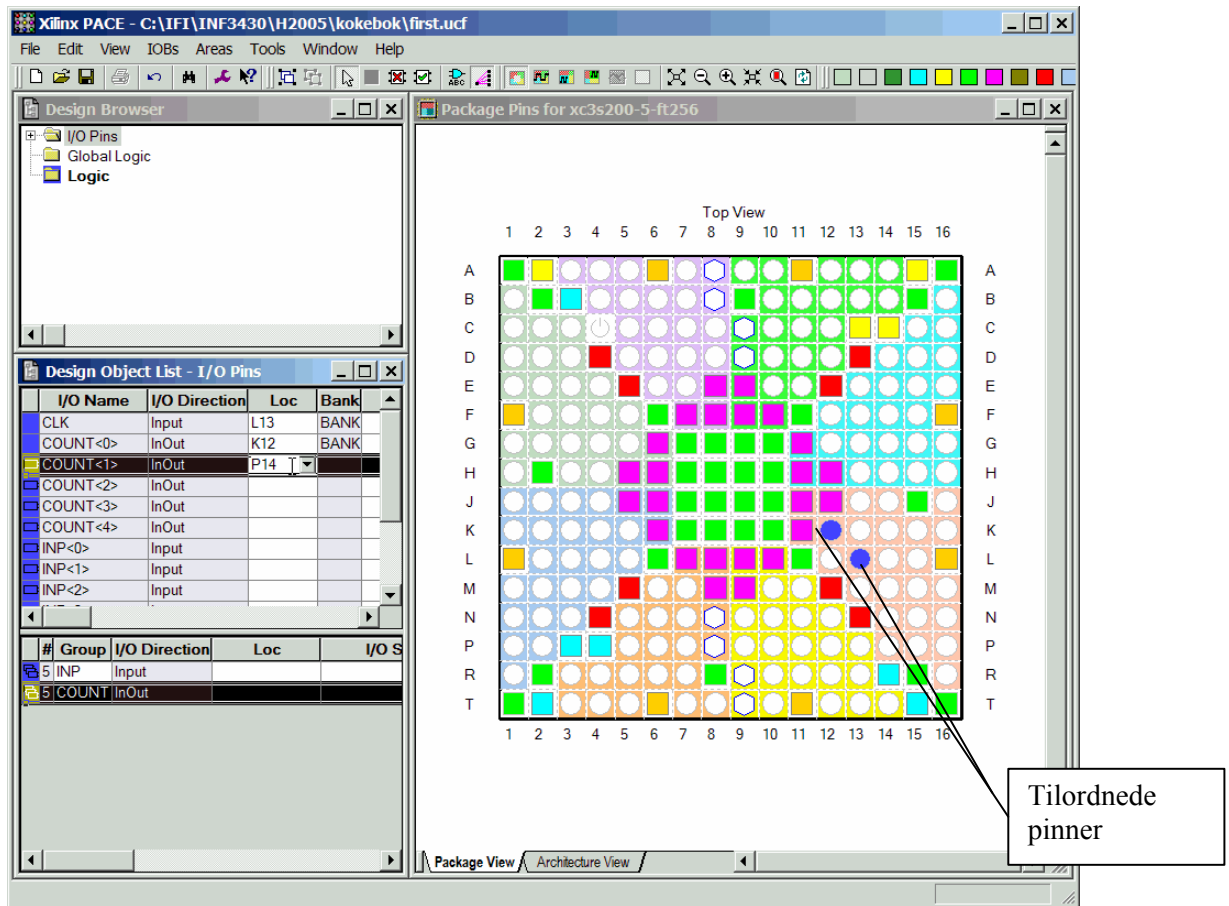 Xilinx PACE - C:\IFI\INF3430\H2005\kokebok\first.ucf
File Edit View IOBs Areas Tools Window Help
Design Browser
I/O Pins
Global Logic
Logic
Design Object List - I/O Pins
I/O Name I/O Direction Loc Bank
CLK Input L13 BANK
COUNT<0> InOut K12 BANK
COUNT<1> InOut P14
COUNT<2> InOut
COUNT<3> InOut
COUNT<4> InOut
INP<0> Input
INP<1> Input
INP<2> Input
# Group I/O Direction Loc I/O S
5 INP Input
5 COUNT InOut
Package Pins for xc3s200-5-ft256
Top View
1 2 3 4 5 6 7 8 9 10 11 12 13 14 15 16
A A
B B
C C
D D
E E
F F
G G
H H
J J
K K
L L
M M
N N
P P
R R
T T
1 2 3 4 5 6 7 8 9 10 11 12 13 14 15 16
Package View Architecture View
Tilordnede
pinner